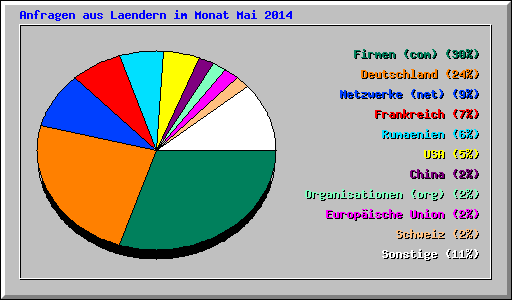 Anfragen aus Laendern im Monat Mai 2014
Firmen (com) (30%)
Deutschland (24%)
Netzwerke (net) (9%)
Frankreich (7%)
Rumaenien (6%)
USA (5%)
China (2%)
Organisationen (org) (2%)
Europäische Union (2%)
Schweiz (2%)
Sonstige (11%)